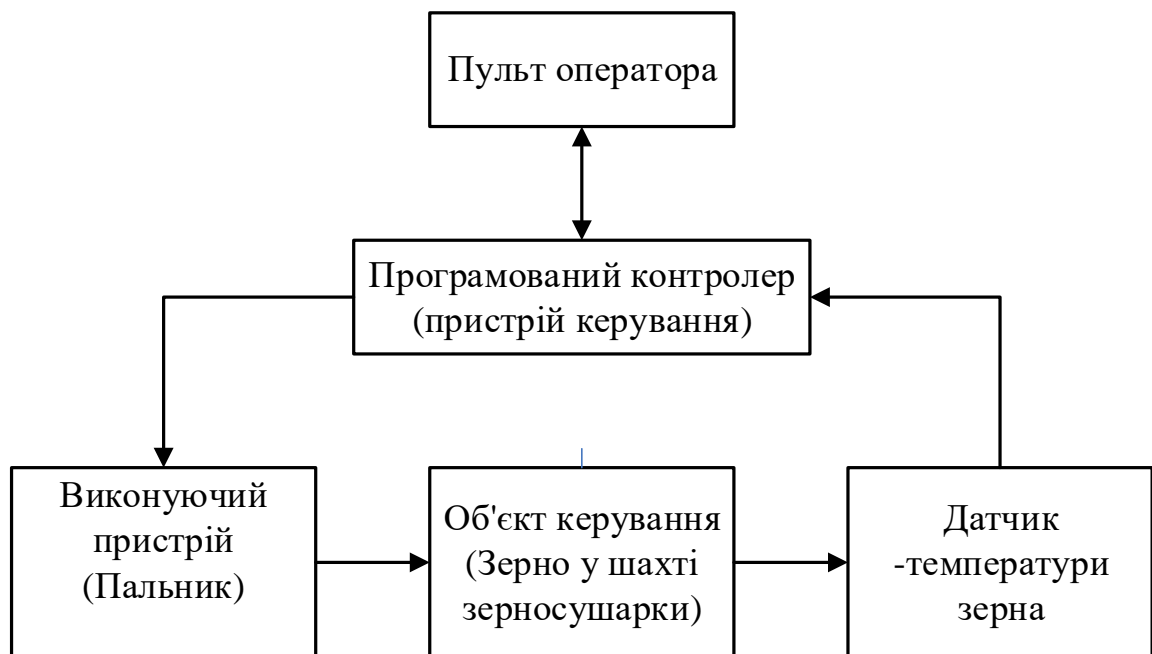 Пульт оператора
Програмований контролер
(пристрій керування)
Виконуючий
пристрій
(Пальник)
Об'єкт керування
(Зерно у шахті
зерносушарки)
Датчик
-температури
зерна